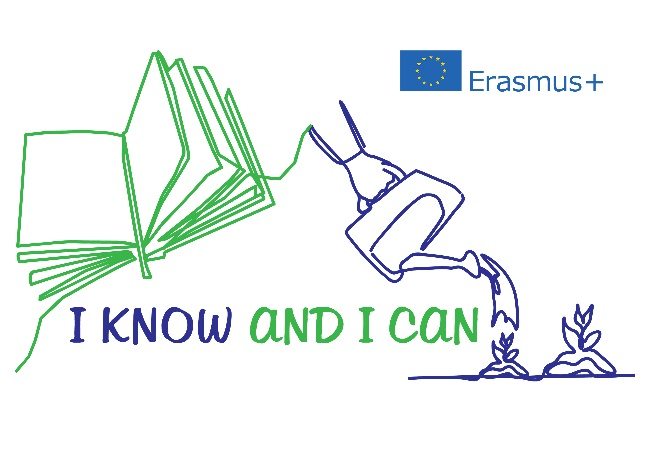 Erasmus+
I KNOW AND I CAN